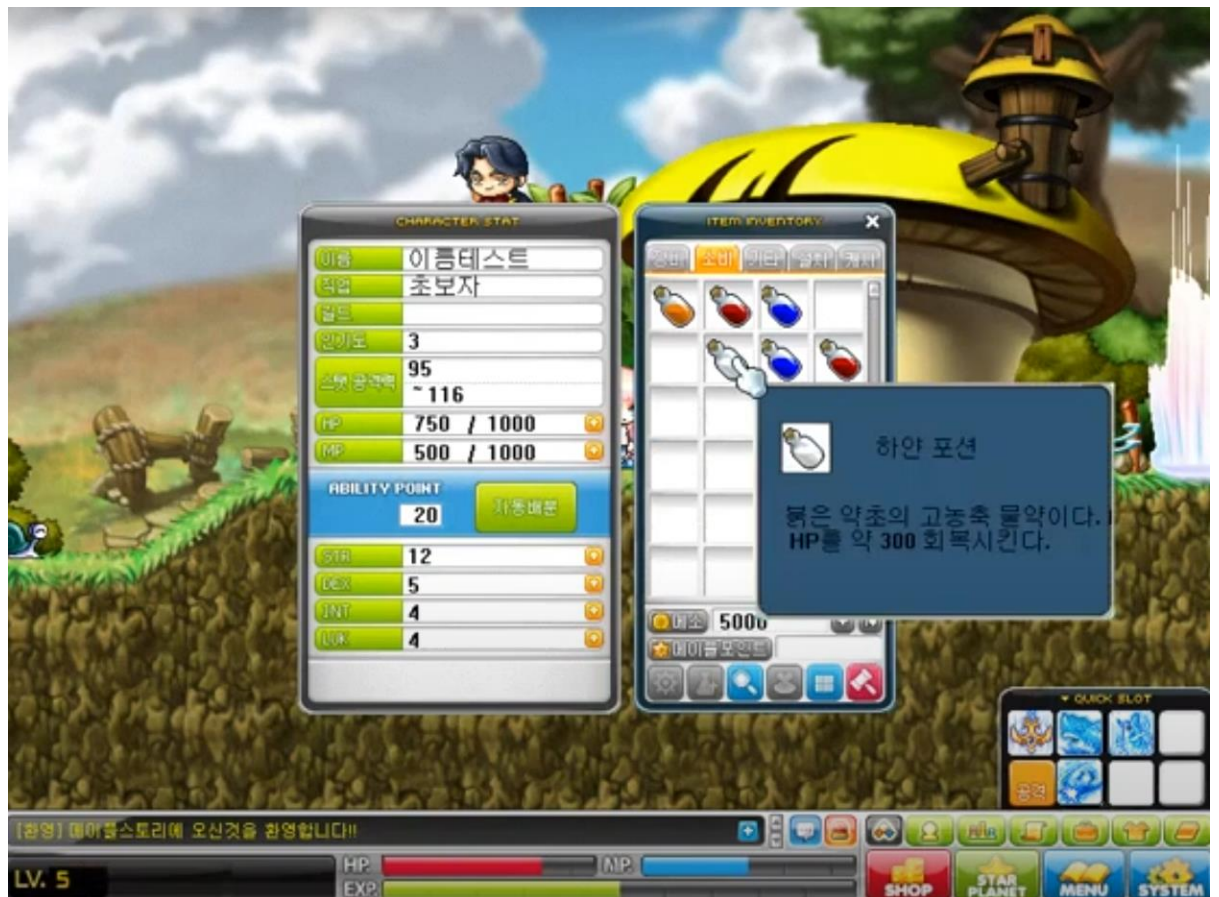 CHARACTER STAT
이름 이름테스트
직업 초보자
길드
인기도 3
스탯 공격력 95
~ 116
HP 750 / 1000
MP 500 / 1000
ABILITY POINT
20
자동배분
STR 12
DEX 5
INT 4
LUK 4
ITEM INVENTORY
장비 소비 기타 설치 캐시
하얀 포션
붉은 약초의 고농축 물약이다.
HP를 약 300 회복시킨다.
메소 5000
메이플포인트
QUICK SLOT
공격
[환영] 메이플스토리에 오신것을 환영합니다!!
LV. 5
HP. MP.
EXP.
SHOP
STAR PLANET
MENU
SYSTEM